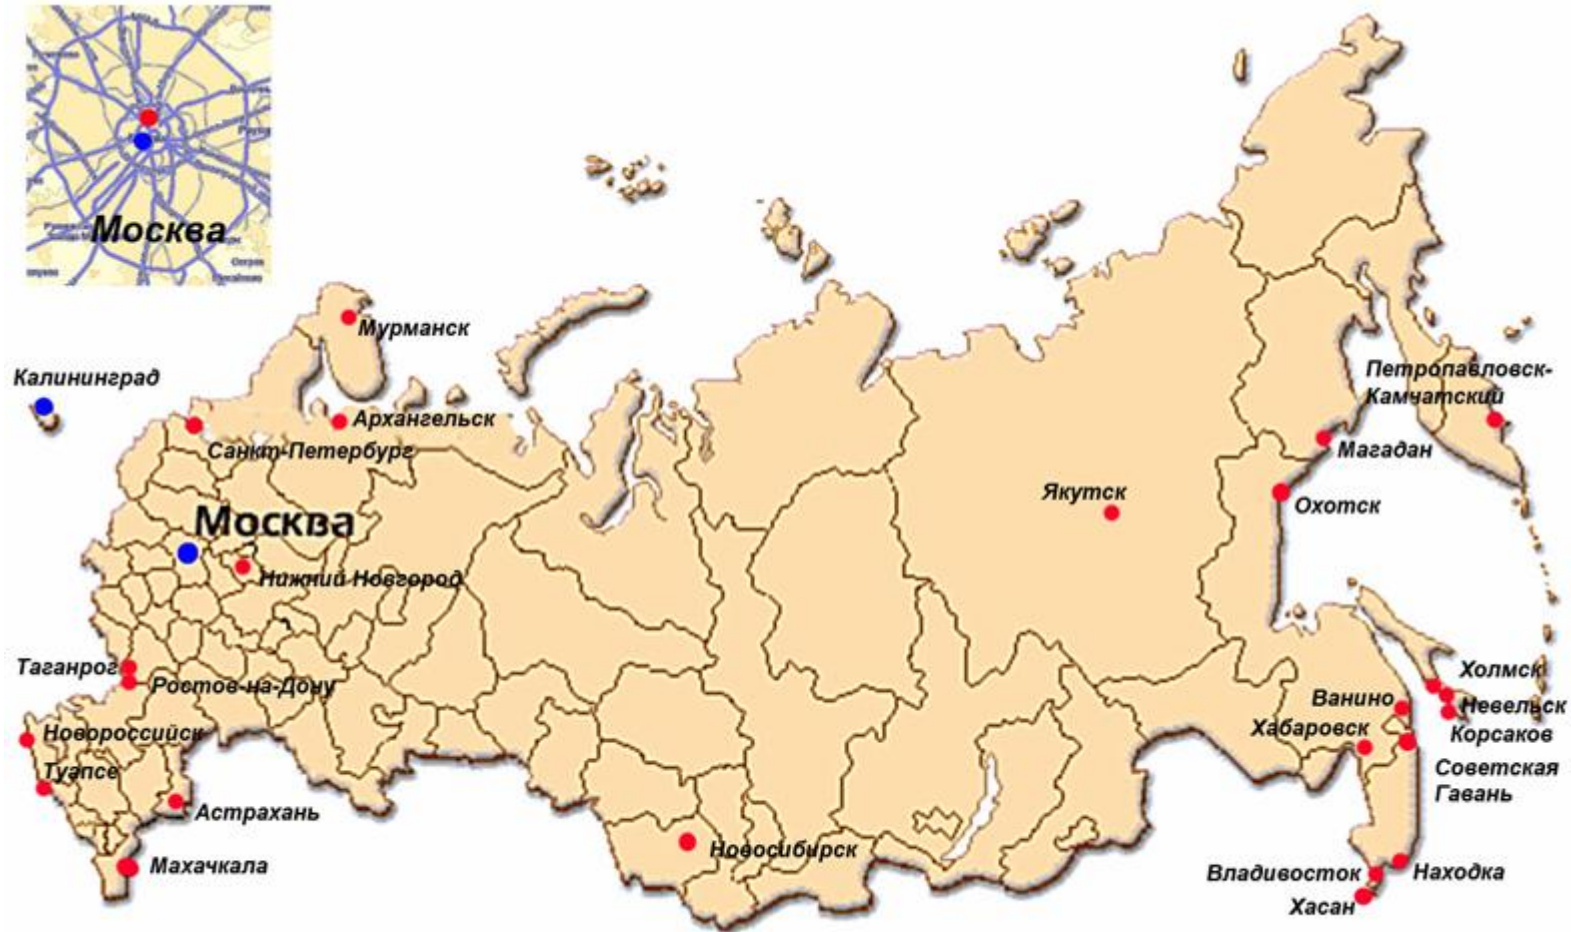 Москва
Мурманск
Калининград
Архангельск
Санкт-Петербург
Петропавловск-
Камчатский
Магадан
Якутск
Охотск
Москва
Нижний Новгород
Таганрог
Ростов-на-Дону
Холмск
Ванино
Невельск
Хабаровск
Корсаков
Новороссийск
Туапсе
Советская
Гавань
Астрахань
Новосибирск
Махачкала
Владивосток
Находка
Хасан